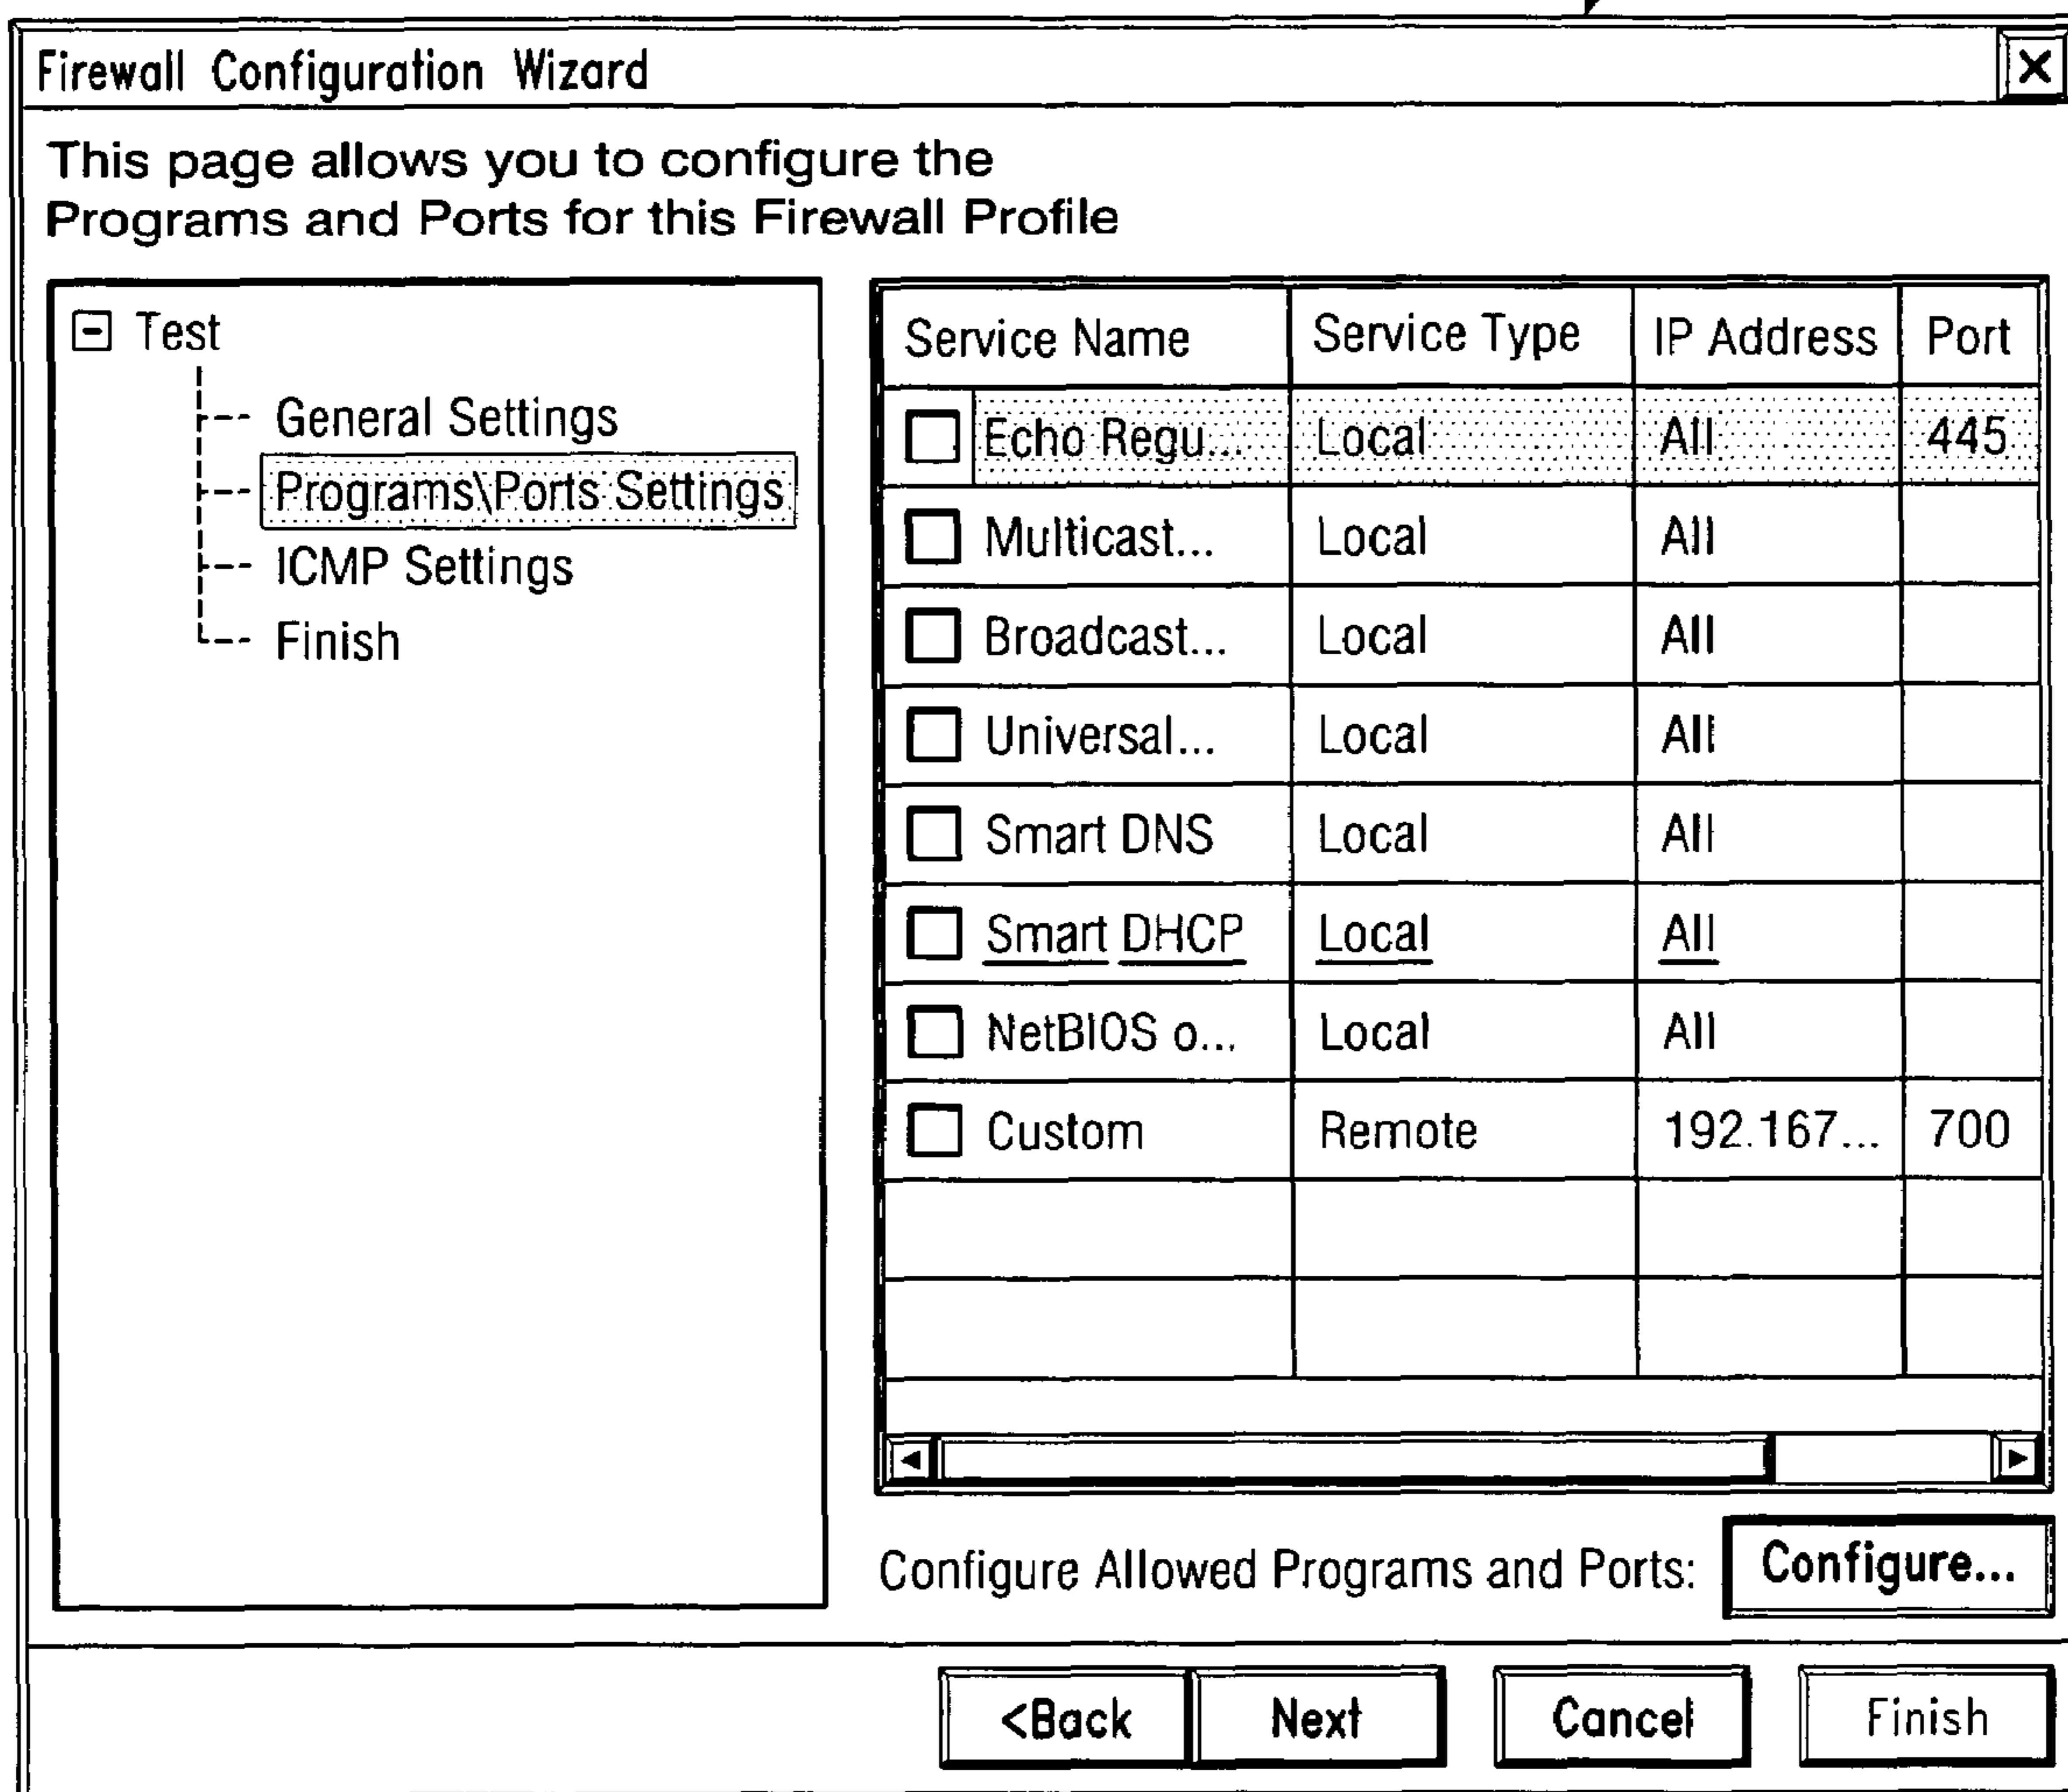 Firewall Configuration Wizard
This page allows you to configure the
Programs and Ports for this Firewall Profile
Test
General Settings
Programs\Ports Settings
ICMP Settings
Finish
Service Name Service Type IP Address Port
Echo Regu... Local All 445
Multicast... Local All
Broadcast... Local All
Universal... Local All
Smart DNS Local All
Smart DHCP Local All
NetBIOS o... Local All
Custom Remote 192.167... 700
Configure Allowed Programs and Ports: Configure...
<Back Next Cancel Finish